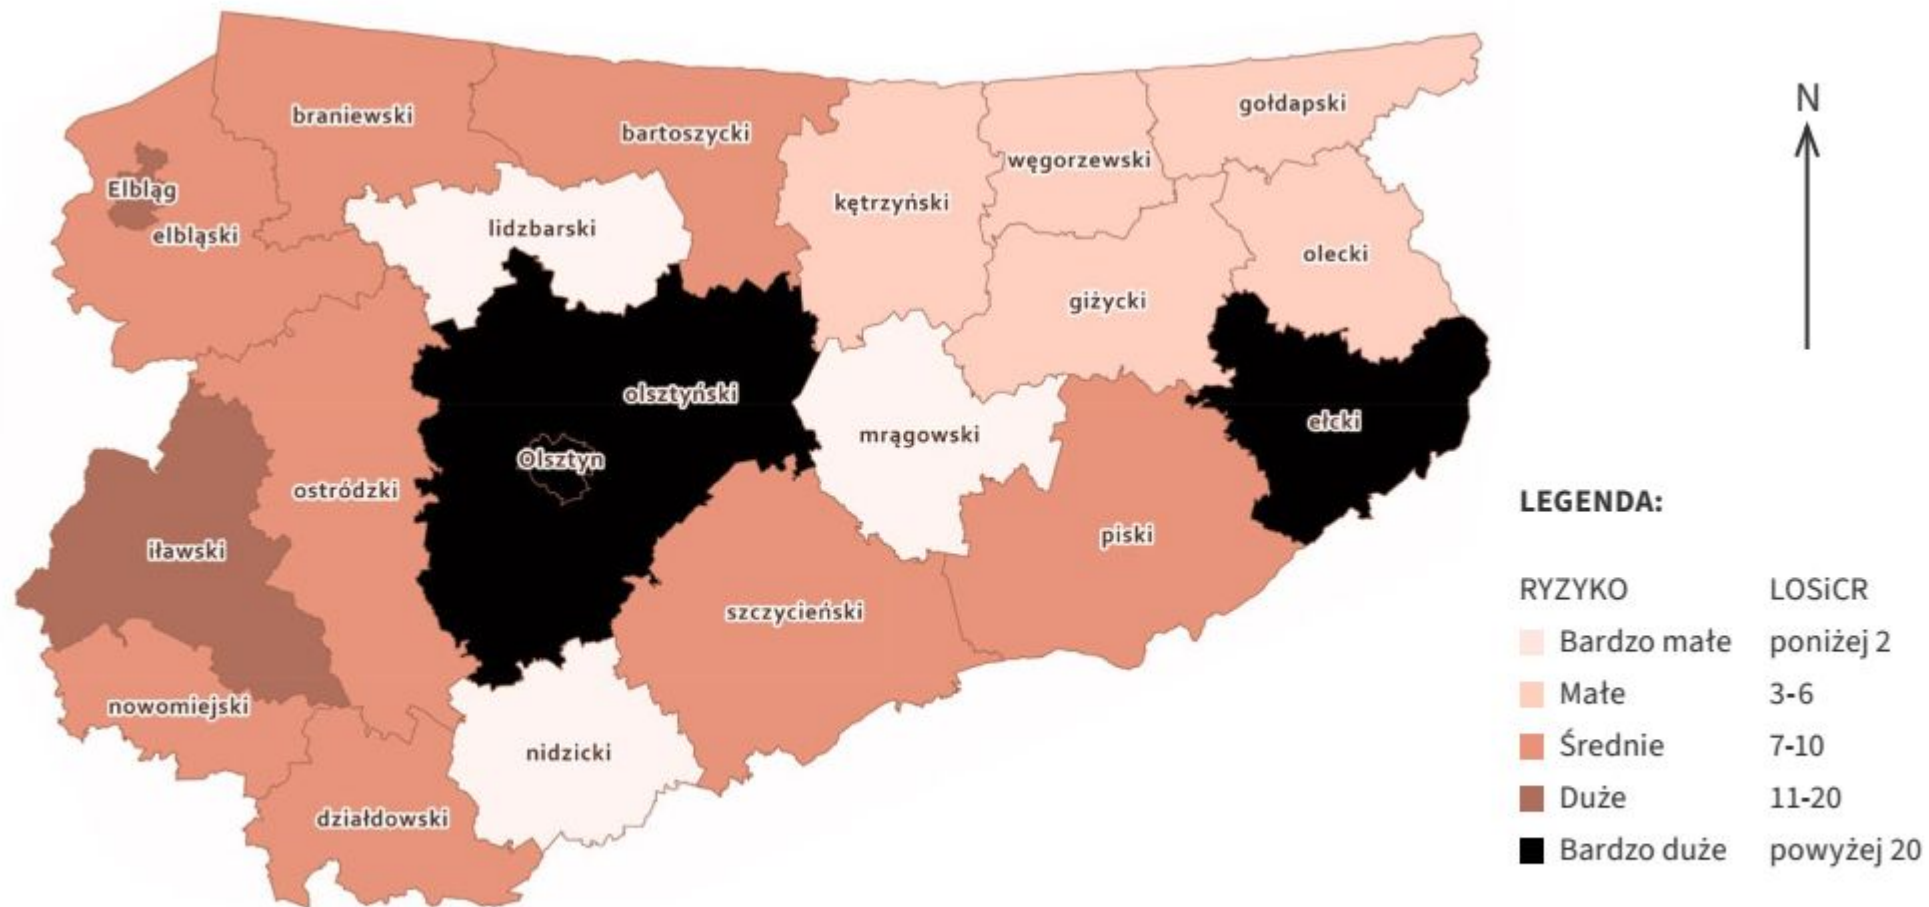 N
gołdapski
braniewski
bartoszycki
węgorzewski
Elbląg
kętrzyński
lidzbarski
elbląski
olecki
giżycki
olsztyński
ełcki
mrągowski
Olsztyn
ostródzki
piski
iławski
szczycieński
nowomiejski
nidzicki
działdowski
LEGENDA:
RYZYKO LOSiCR
Bardzo małe poniżej 2
Małe 3-6
Średnie 7-10
Duże 11-20
Bardzo duże powyżej 20